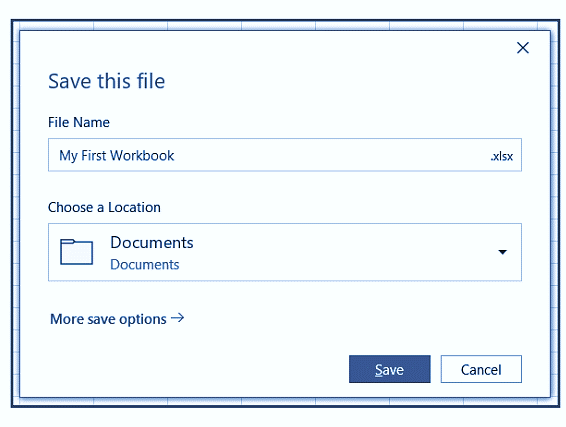 Save this file
File Name
My First Workbook .xlsx
Choose a Location
Documents
Documents
More save options →
Save Cancel